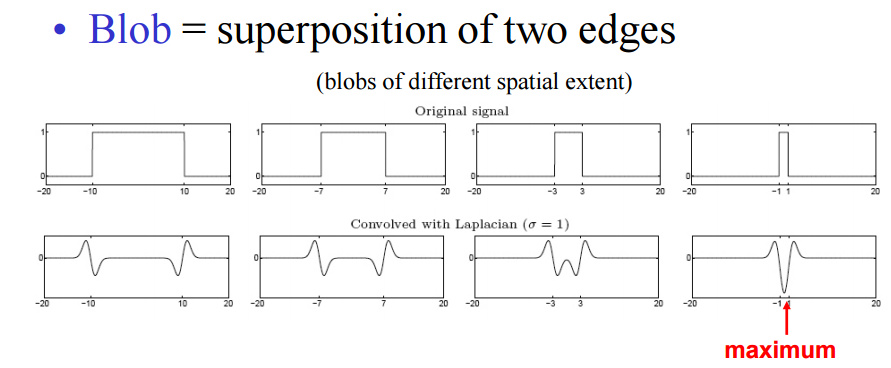 • Blob = superposition of two edges
(blobs of different spatial extent)
Original signal
1 0 -20 -10 10 20
1 0 -20 -7 7 20
1 0 -20 -3 3 20
1 0 -20 -1 1 20
Convolved with Laplacian (σ = 1)
0 -20 -10 10 20
0 -20 -7 7 20
0 -20 -3 3 20
0 -20 -1 20
maximum